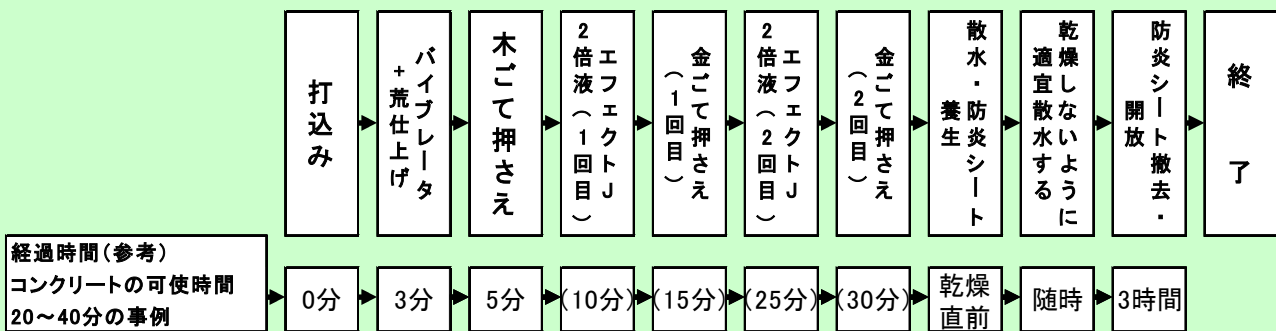 打込み
バイブレータ
+荒仕上げ
木ごて押さえ
エフェクトJ
2倍液(1回目)
金ごて押さえ
(1回目)
エフェクトJ
2倍液(2回目)
金ごて押さえ
(2回目)
散水・防炎シート
養生
乾燥しないように
適宜散水する
防炎シート撤去・
開放
終了
経過時間(参考)
コンクリートの可使時間
20～40分の事例
0分
3分
5分
(10分)
(15分)
(25分)
(30分)
乾燥
直前
随時
3時間